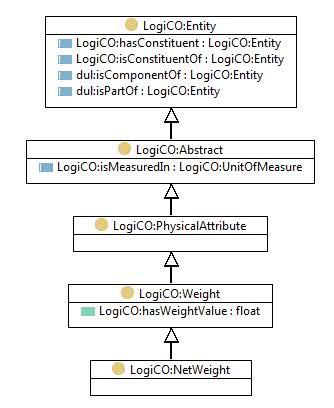 LogiCO:Entity
LogiCO:hasConstituent : LogiCO:Entity
LogiCO:isConstituentOf : LogiCO:Entity
dul:isComponentOf : LogiCO:Entity
dul:isPartOf : LogiCO:Entity
LogiCO:Abstract
LogiCO:isMeasuredIn : LogiCO:UnitOfMeasure
LogiCO:PhysicalAttribute
LogiCO:Weight
LogiCO:hasWeightValue : float
LogiCO:NetWeight